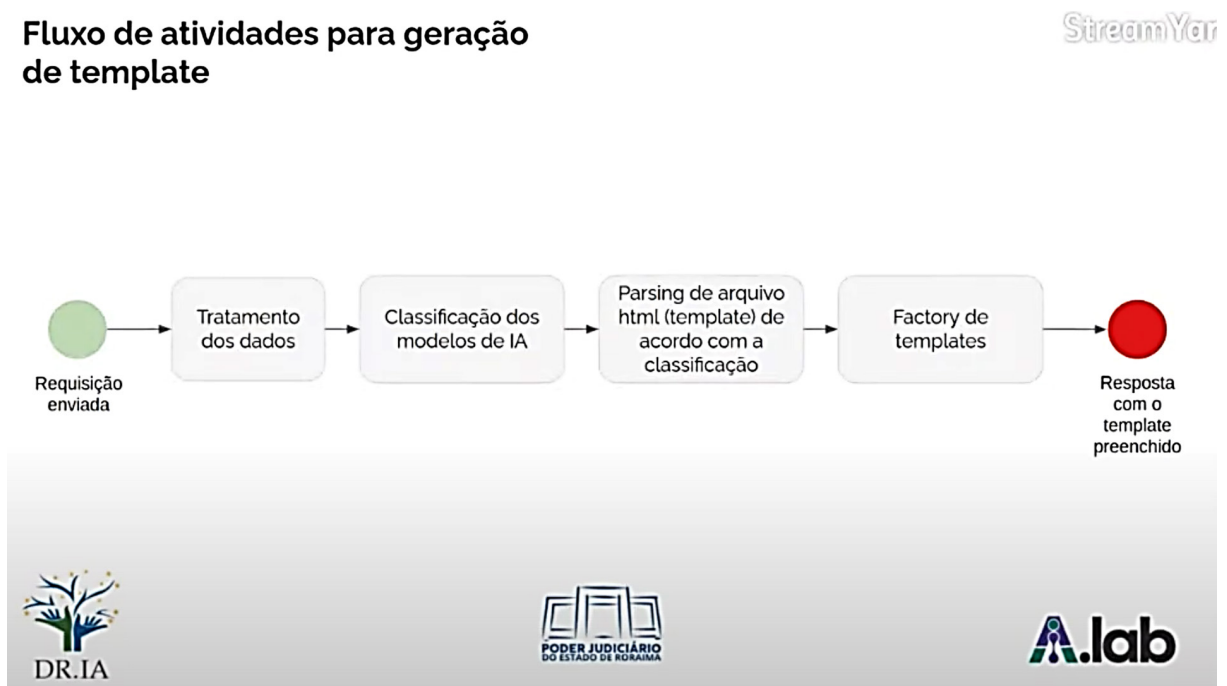 Fluxo de atividades para geração
de template
StreamYar
Requisição
enviada
Tratamento
dos dados
Classificação dos
modelos de IA
Parsing de arquivo
html (template) de
acordo com a
classificação
Factory de
templates
Resposta
com o
template
preenchido
DR.IA
PODER JUDICIÁRIO
DO ESTADO DE RORAIMA
A.lab